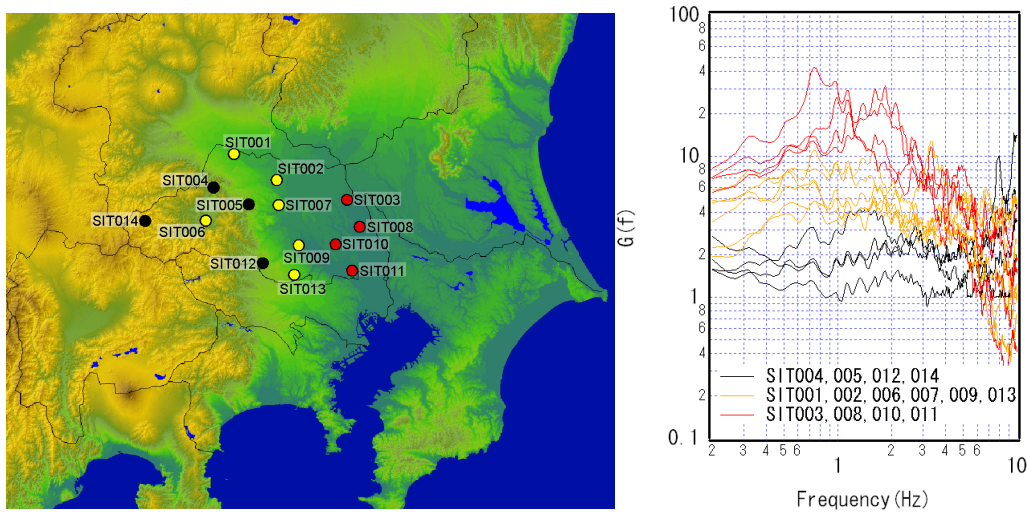 SIT001
SIT002
SIT004
SIT005
SIT007
SIT003
SIT014
SIT006
SIT008
SIT010
SIT009
SIT012
SIT011
SIT013
100
8
6
4
2
10
8
6
4
2
1
8
6
4
2
0.1
G(f)
SIT004, 005, 012, 014
SIT001, 002, 006, 007, 009, 013
SIT003, 008, 010, 011
2 3 4 5 6 1 2 3 4 5 6 10
Frequency(Hz)